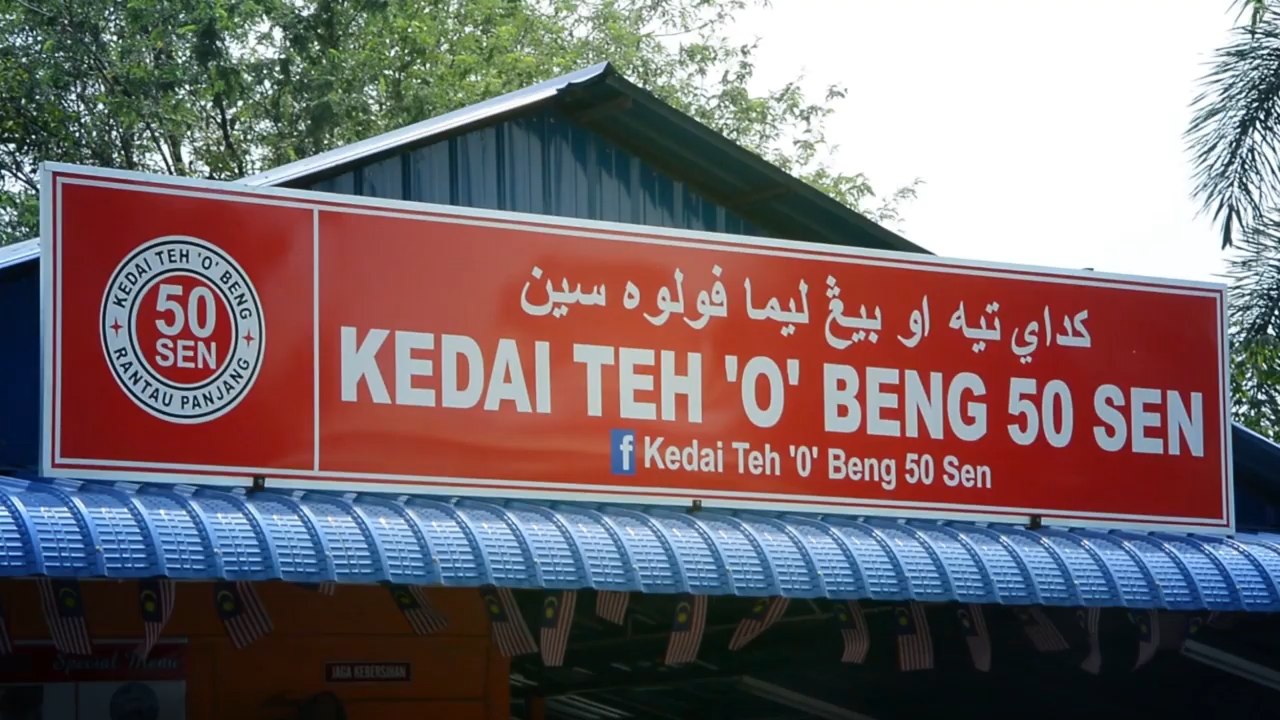 KEDAI TEH 'O' BENG
50
SEN
RANTAU PANJANG
كداي تيه او بيڠ ليما فولوه سين
KEDAI TEH 'O' BENG 50 SEN
f Kedai Teh 'O' Beng 50 Sen
Special Menu
JAGA KEBERSIHAN